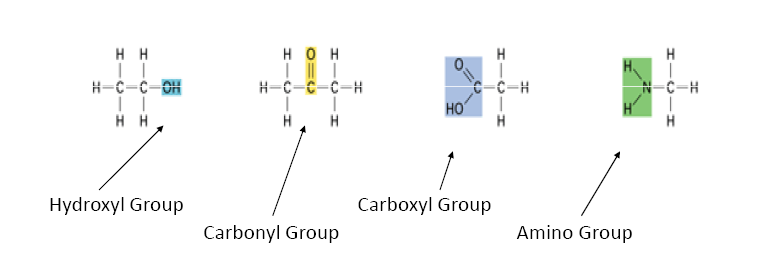 H H H O H O H H H
H-C-C-OH H-C-C-C-H C-C-H N-C-H
H H H H HO H H H
Hydroxyl Group
Carbonyl Group
Carboxyl Group
Amino Group